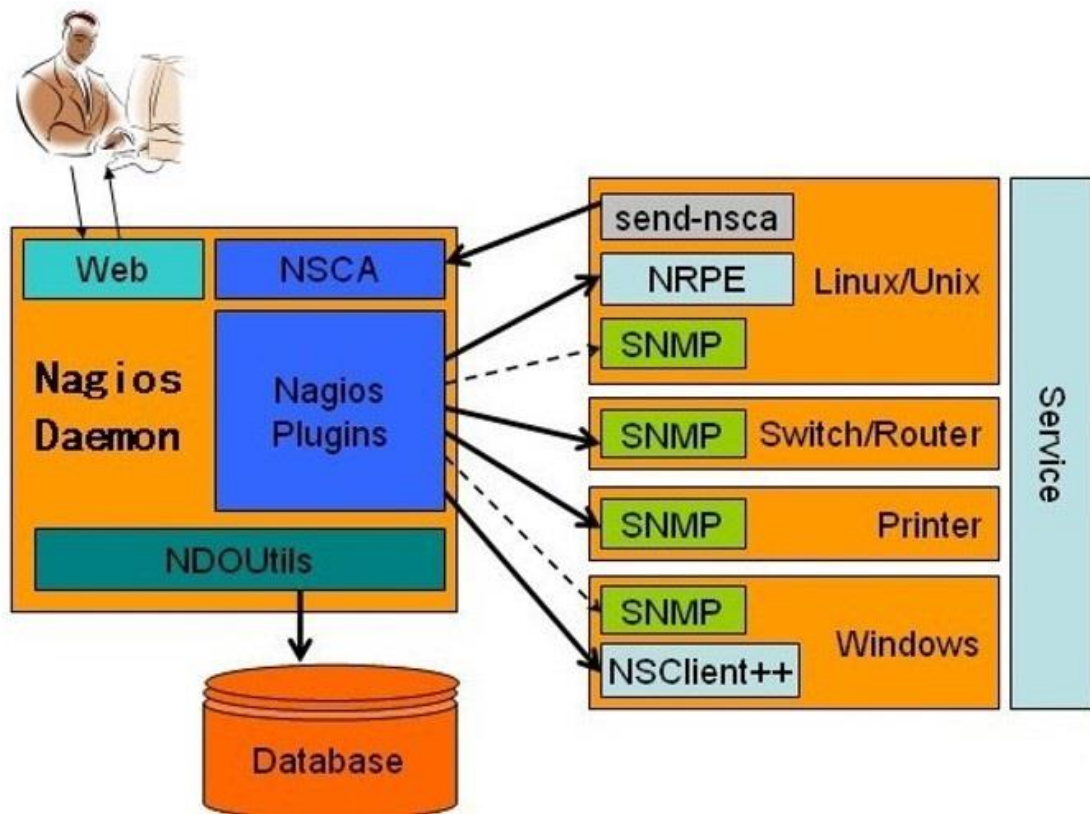 Web
NSCA
Nagios
Daemon
Nagios
Plugins
NDOUtils
Database
send-nsca
NRPE
Linux/Unix
SNMP
SNMP
Switch/Router
SNMP
Printer
SNMP
Windows
NSClient++
Service